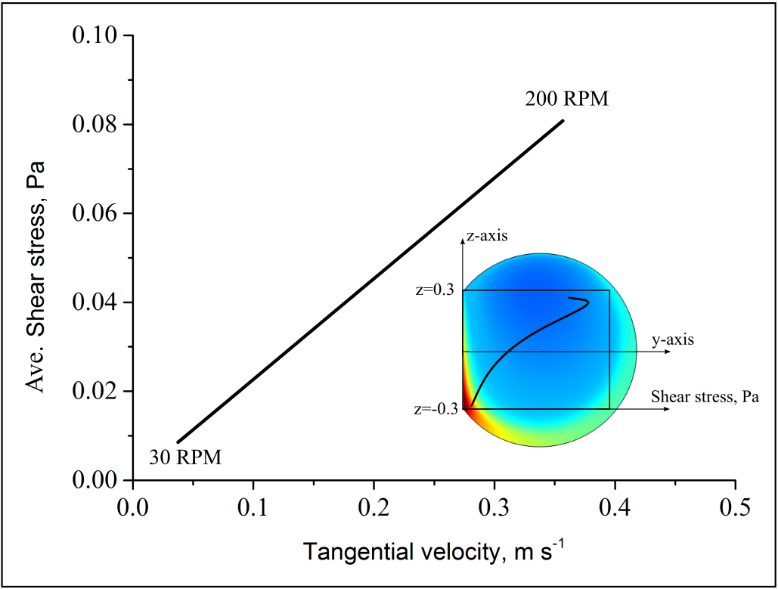 0.10
0.08
0.06
0.04
0.02
0.00
Ave. Shear stress, Pa
200 RPM
30 RPM
z-axis
z=0.3
y-axis
Shear stress, Pa
z=-0.3
0.0 0.1 0.2 0.3 0.4 0.5
Tangential velocity, m s⁻¹